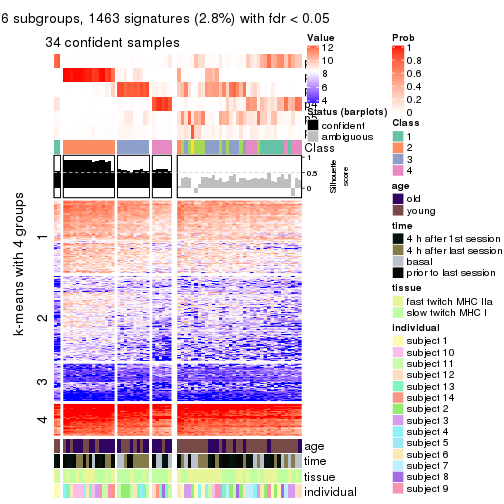 6 subgroups, 1463 signatures (2.8%) with fdr < 0.05
34 confident samples
k-means with 4 groups
1
2
3
4
Class
1
0.5
0
Silhouette
score
age
time
tissue
individual
Value
12
10
8
6
4
Status (barplots)
confident
ambiguous
Prob
1
0.8
0.6
0.4
0.2
0
Class
1
2
3
4
age
old
young
time
4 h after 1st session
4 h after last session
basal
prior to last session
tissue
fast twitch MHC IIa
slow twitch MHC I
individual
subject 1
subject 10
subject 11
subject 12
subject 13
subject 14
subject 2
subject 3
subject 4
subject 5
subject 6
subject 7
subject 8
subject 9